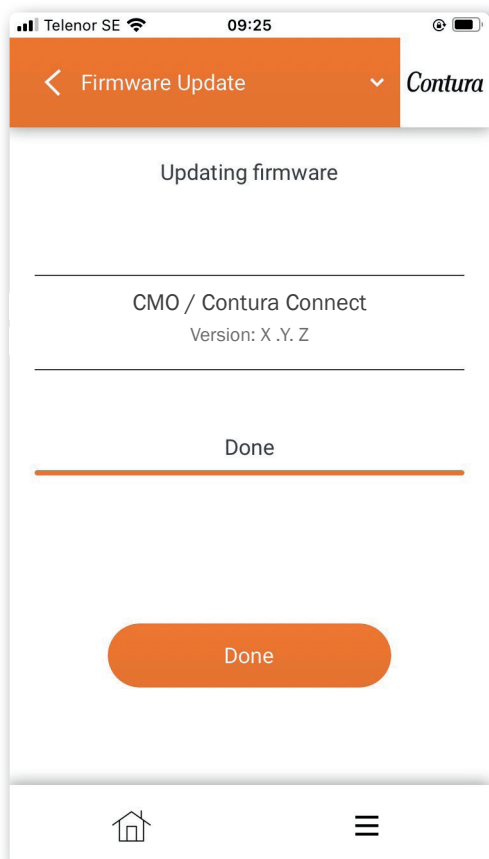 Telenor SE 09:25
Firmware Update Contura
Updating firmware
CMO / Contura Connect
Version: X .Y. Z
Done
Done